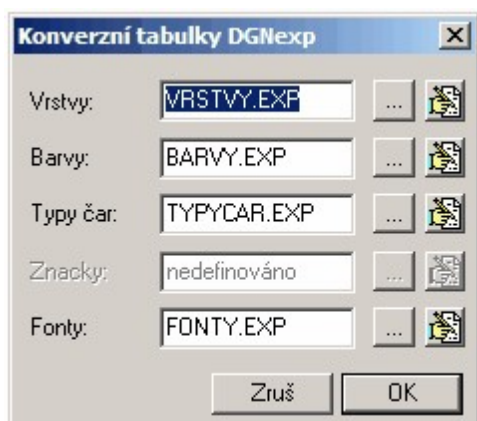 Konverzní tabulky DGNexp
Vrstvy: VRSTVY.EXP ...
Barvy: BARVY.EXP ...
Typy čar: TYPYCAR.EXP ...
Znacky: nedefinováno ...
Fonty: FONTY.EXP ...
Zruš OK